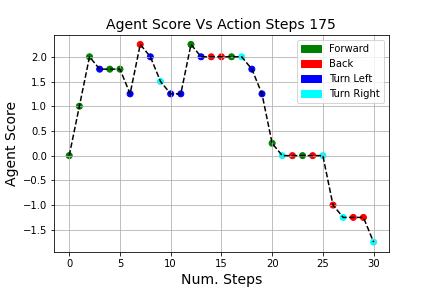 Agent Score Vs Action Steps 175
Forward
Back
Turn Left
Turn Right
2.0
1.5
1.0
0.5
0.0
−0.5
−1.0
−1.5
Agent Score
0 5 10 15 20 25 30
Num. Steps